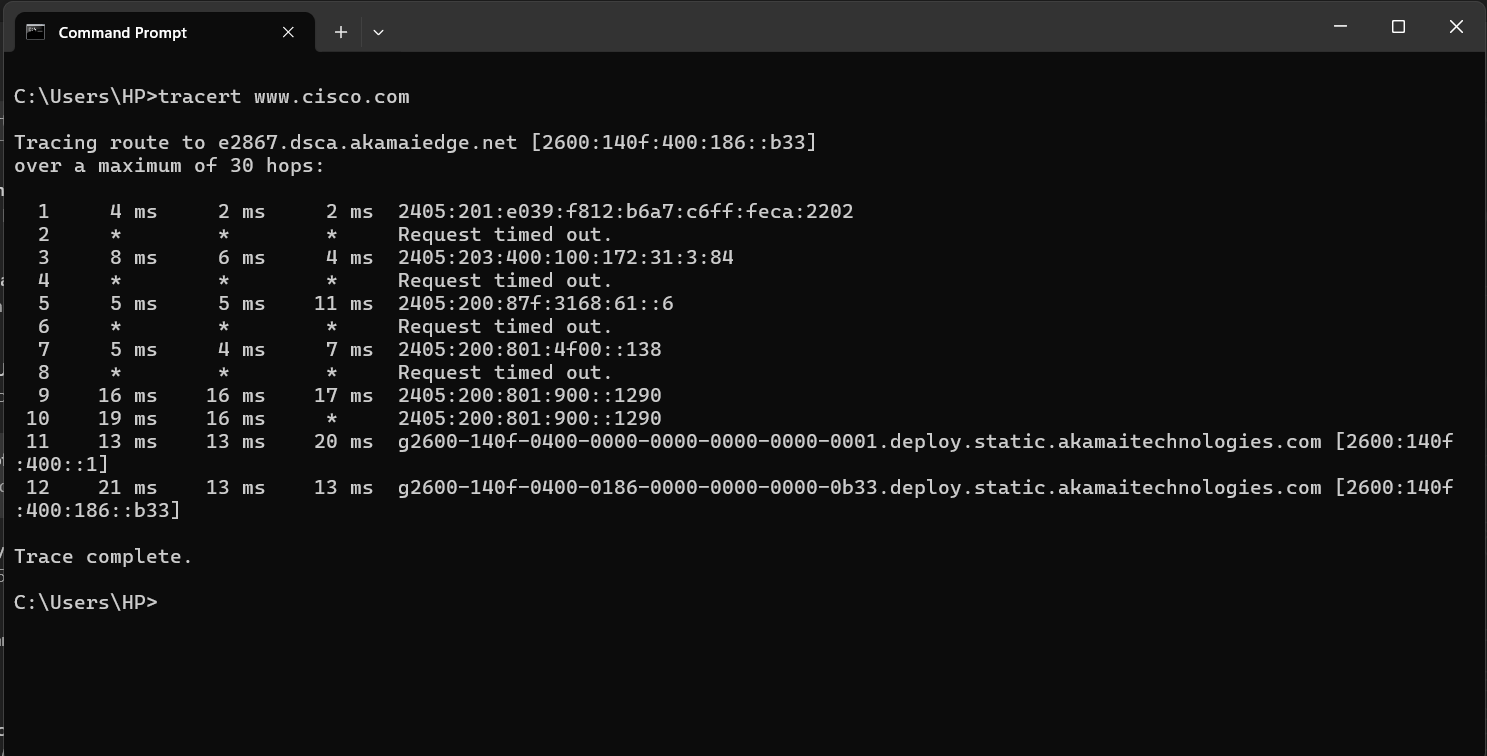 Command Prompt
C:\Users\HP>tracert www.cisco.com
Tracing route to e2867.dsca.akamaiedge.net [2600:140f:400:186::b33]
over a maximum of 30 hops:
1 4 ms 2 ms 2 ms 2405:201:e039:f812:b6a7:c6ff:feca:2202
2 * * * Request timed out.
3 8 ms 6 ms 4 ms 2405:203:400:100:172:31:3:84
4 * * * Request timed out.
5 5 ms 5 ms 11 ms 2405:200:87f:3168:61::6
6 * * * Request timed out.
7 5 ms 4 ms 7 ms 2405:200:801:4f00::138
8 * * * Request timed out.
9 16 ms 16 ms 17 ms 2405:200:801:900::1290
10 19 ms 16 ms * 2405:200:801:900::1290
11 13 ms 13 ms 20 ms g2600-140f-0400-0000-0000-0000-0000-0001.deploy.static.akamaitechnologies.com [2600:140f
:400::1]
12 21 ms 13 ms 13 ms g2600-140f-0400-0186-0000-0000-0000-0b33.deploy.static.akamaitechnologies.com [2600:140f
:400:186::b33]
Trace complete.
C:\Users\HP>